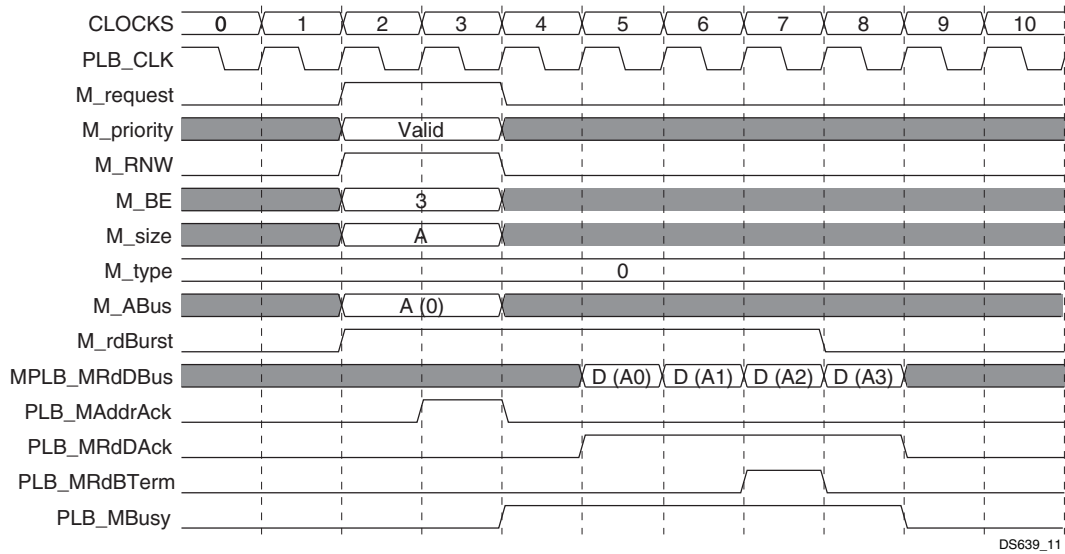 CLOCKS 0 1 2 3 4 5 6 7 8 9 10
PLB_CLK
M_request
M_priority Valid
M_RNW
M_BE 3
M_size A
M_type 0
M_ABus A (0)
M_rdBurst
MPLB_MRdDBus D (A0) D (A1) D (A2) D (A3)
PLB_MAddrAck
PLB_MRdDAck
PLB_MRdBTerm
PLB_MBusy
DS639_11